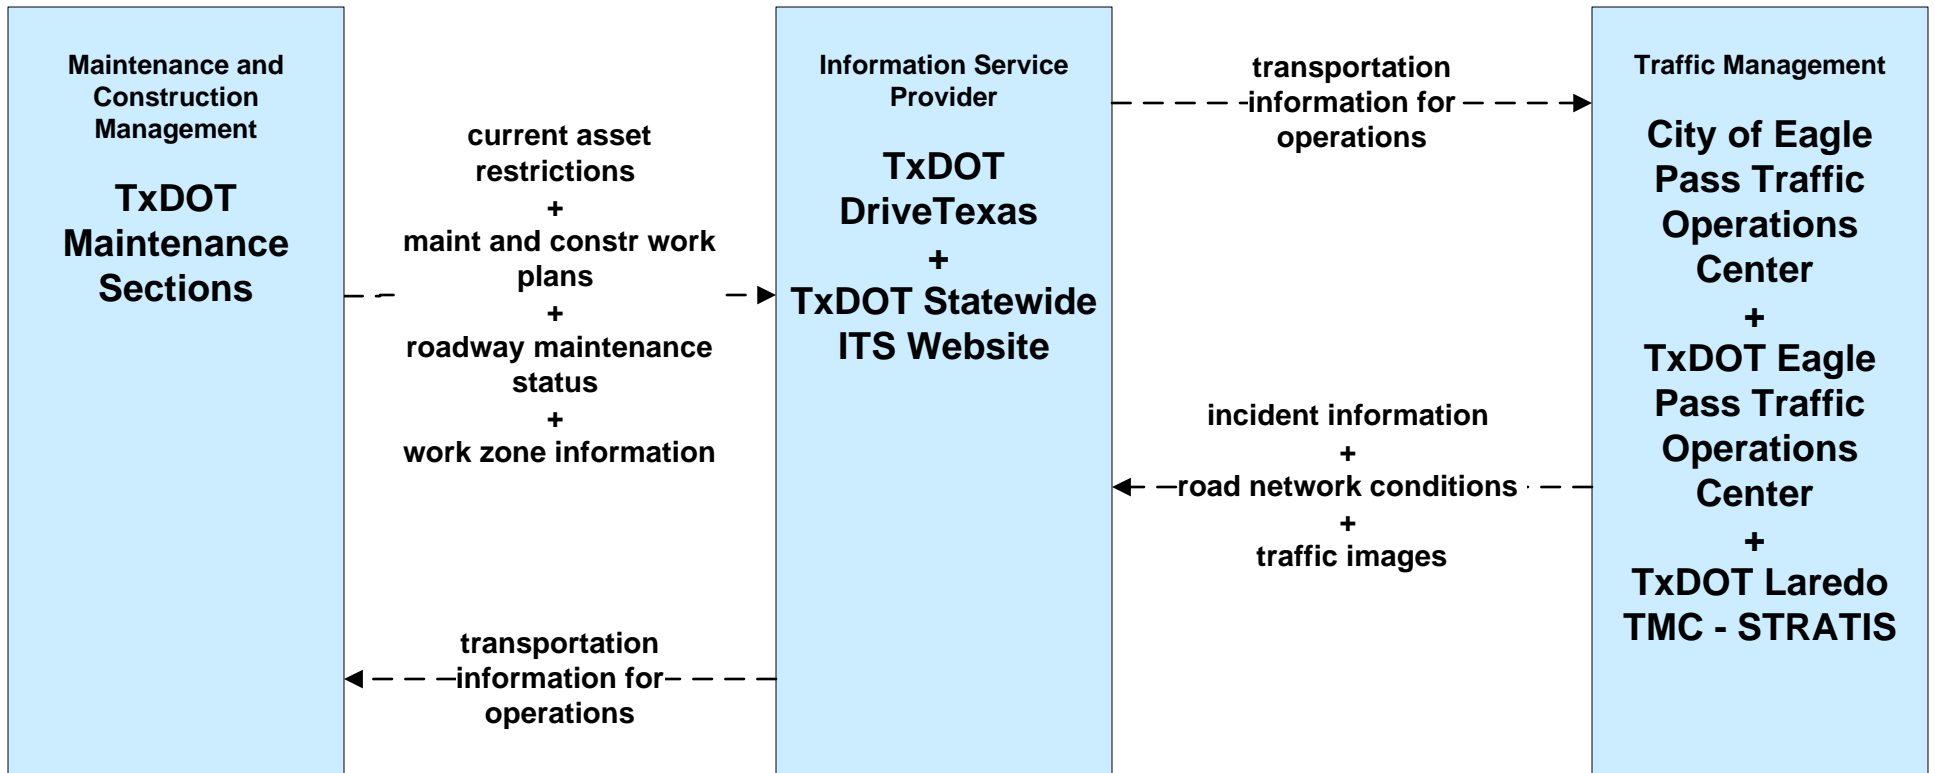 Maintenance and
Construction
Management
TxDOT
Maintenance
Sections
current asset
restrictions
+
maint and constr work
plans
+
roadway maintenance
status
+
work zone information
transportation
information for
operations
Information Service
Provider
TxDOT
DriveTexas
+
TxDOT Statewide
ITS Website
transportation
information for
operations
incident information
+
road network conditions
+
traffic images
Traffic Management
City of Eagle
Pass Traffic
Operations
Center
+
TxDOT Eagle
Pass Traffic
Operations
Center
+
TxDOT Laredo
TMC - STRATIS